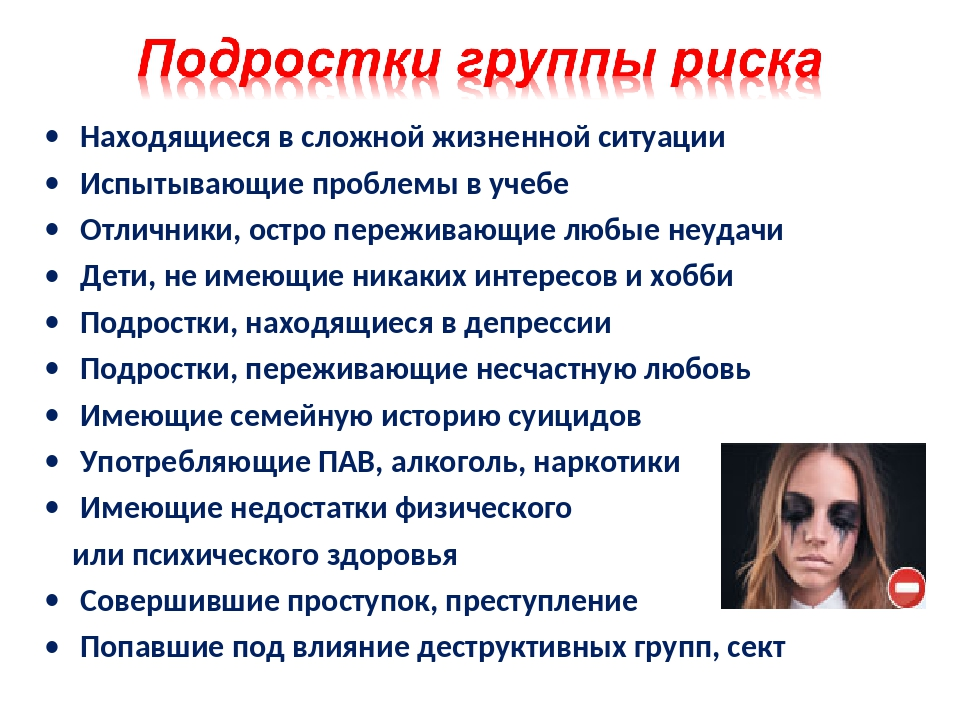 Подростки группы риска
• Находящиеся в сложной жизненной ситуации
• Испытывающие проблемы в учебе
• Отличники, остро переживающие любые неудачи
• Дети, не имеющие никаких интересов и хобби
• Подростки, находящиеся в депрессии
• Подростки, переживающие несчастную любовь
• Имеющие семейную историю суицидов
• Употребляющие ПАВ, алкоголь, наркотики
• Имеющие недостатки физического
или психического здоровья
• Совершившие проступок, преступление
• Попавшие под влияние деструктивных групп, сект